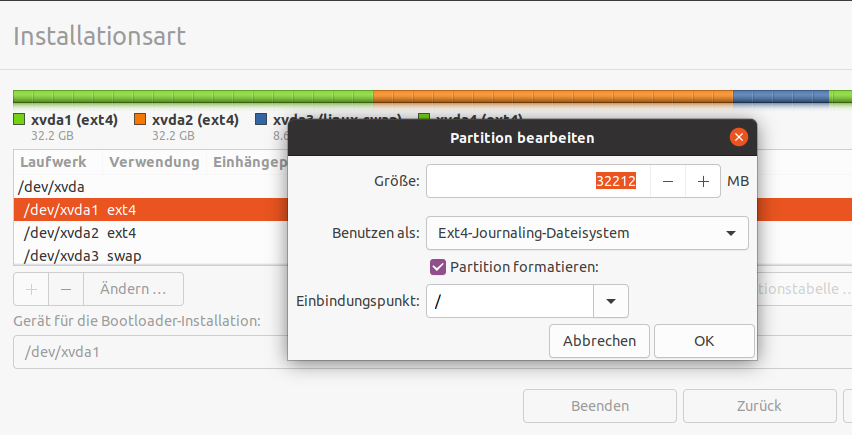 Installationsart
xvda1 (ext4) xvda2 (ext4) xvda3 (linux-swap) xvda4 (ext4)
32.2 GB 32.2 GB 8.6
Partition bearbeiten
Laufwerk Verwendung Einhängep
Größe: 32212 MB
/dev/xvda
/dev/xvda1 ext4
/dev/xvda2 ext4
Benutzen als: Ext4-Journaling-Dateisystem
/dev/xvda3 swap
Partition formatieren:
+ − Ändern ... tionstabelle ...
Einbindungspunkt: /
Gerät für die Bootloader-Installation:
Abbrechen OK
/dev/xvda1
Beenden Zurück